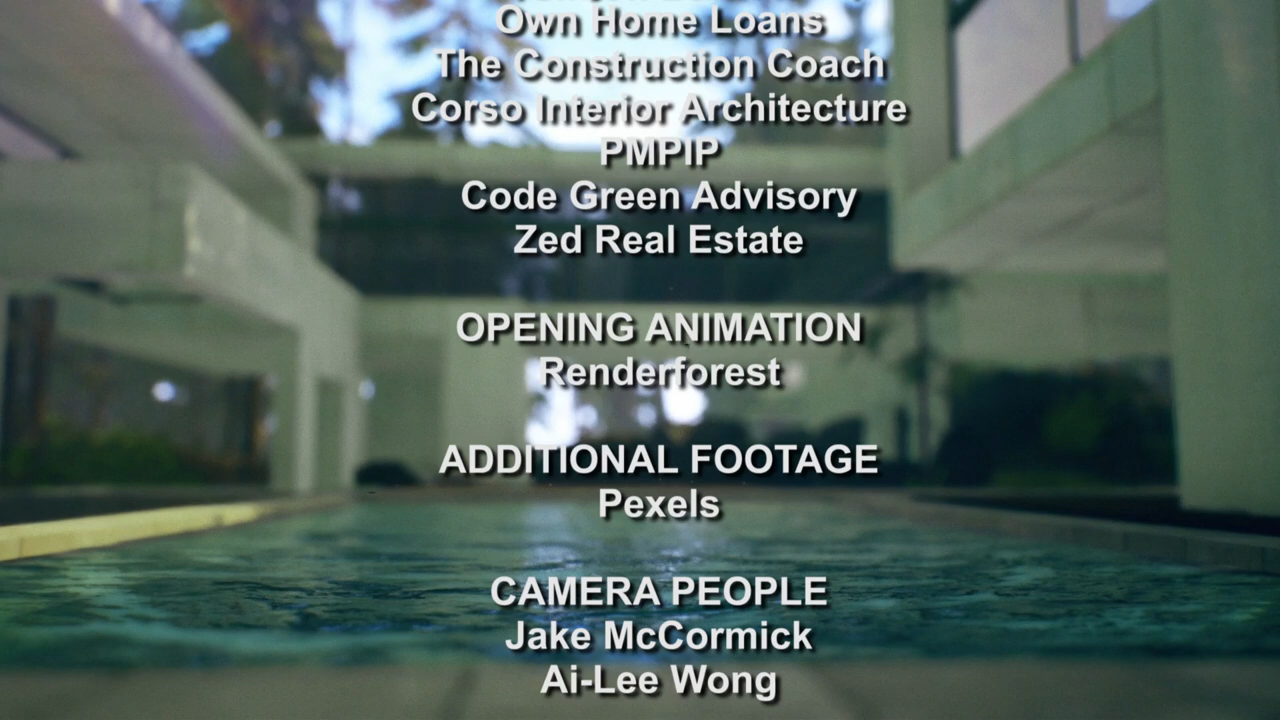 Own Home Loans
The Construction Coach
Corso Interior Architecture
PMPIP
Code Green Advisory
Zed Real Estate
OPENING ANIMATION
Renderforest
ADDITIONAL FOOTAGE
Pexels
CAMERA PEOPLE
Jake McCormick
Ai-Lee Wong